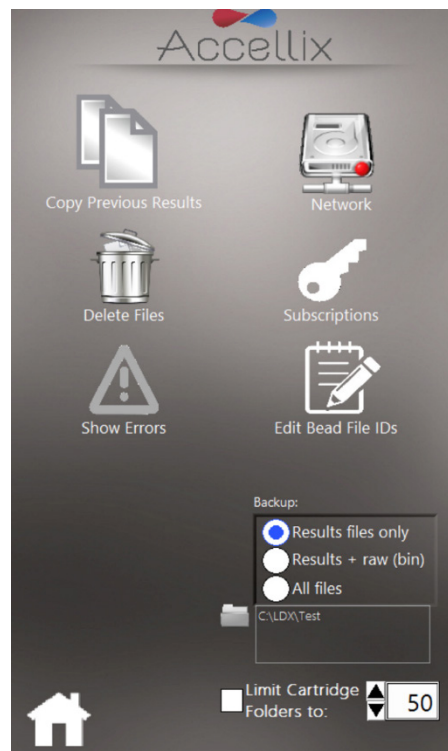 Accellix
Copy Previous Results
Network
Delete Files
Subscriptions
Show Errors
Edit Bead File IDs
Backup:
Results files only
Results + raw (bin)
All files
C:\LDX\Test
Limit Cartridge
Folders to:
50